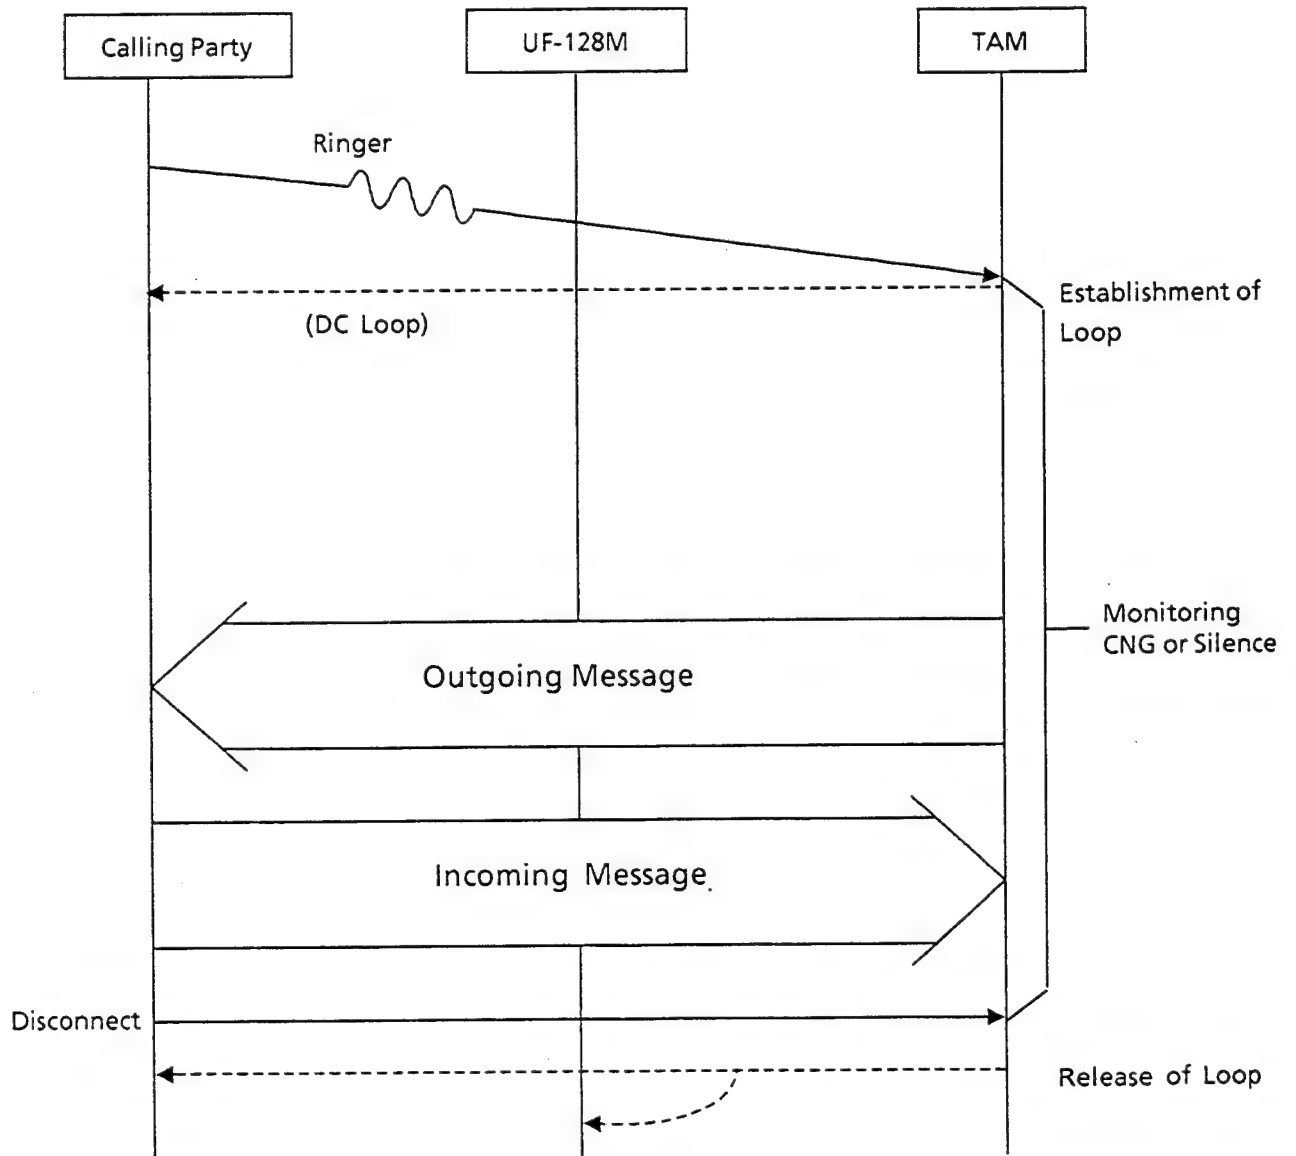 Calling Party
UF-128M
TAM
Ringer
(DC Loop)
Establishment of
Loop
Monitoring
CNG or Silence
Outgoing Message
Incoming Message
Disconnect
Release of Loop